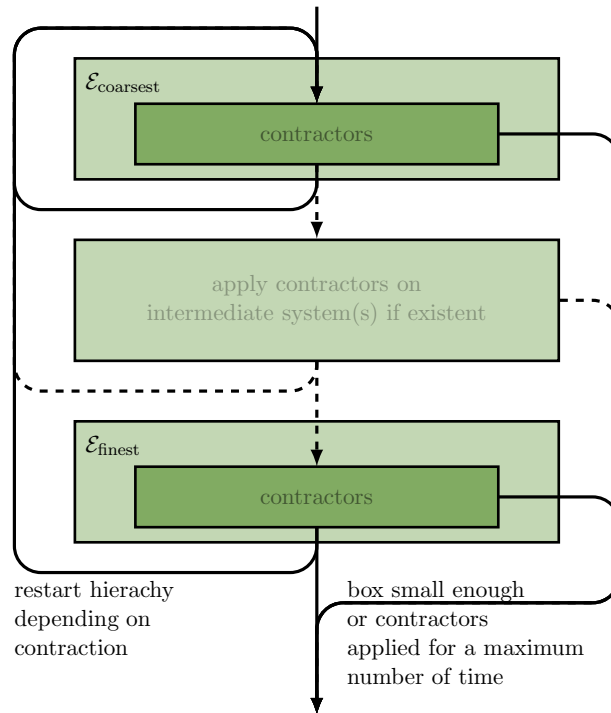 ℰcoarsest
contractors
apply contractors on
intermediate system(s) if existent
ℰfinest
contractors
restart hierachy
depending on
contraction
box small enough
or contractors
applied for a maximum
number of time